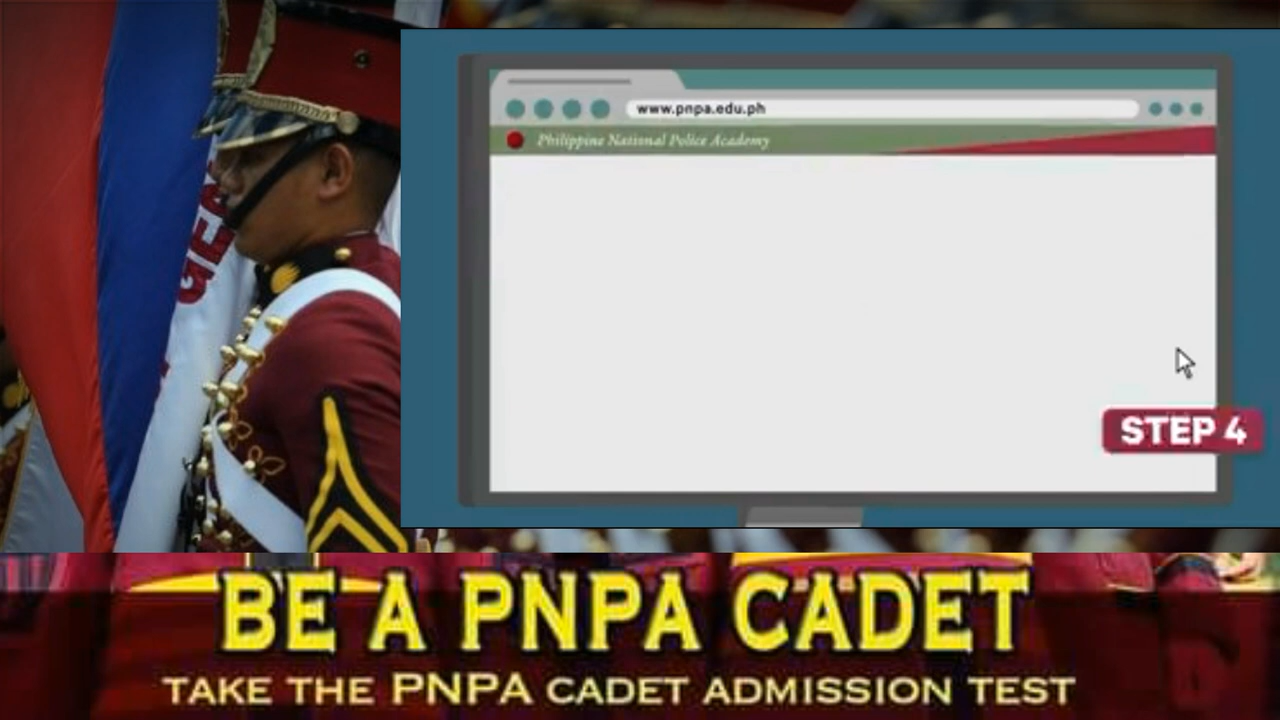 www.pnpa.edu.ph
Philippine National Police Academy
STEP 4
BE A PNPA CADET
TAKE THE PNPA CADET ADMISSION TEST